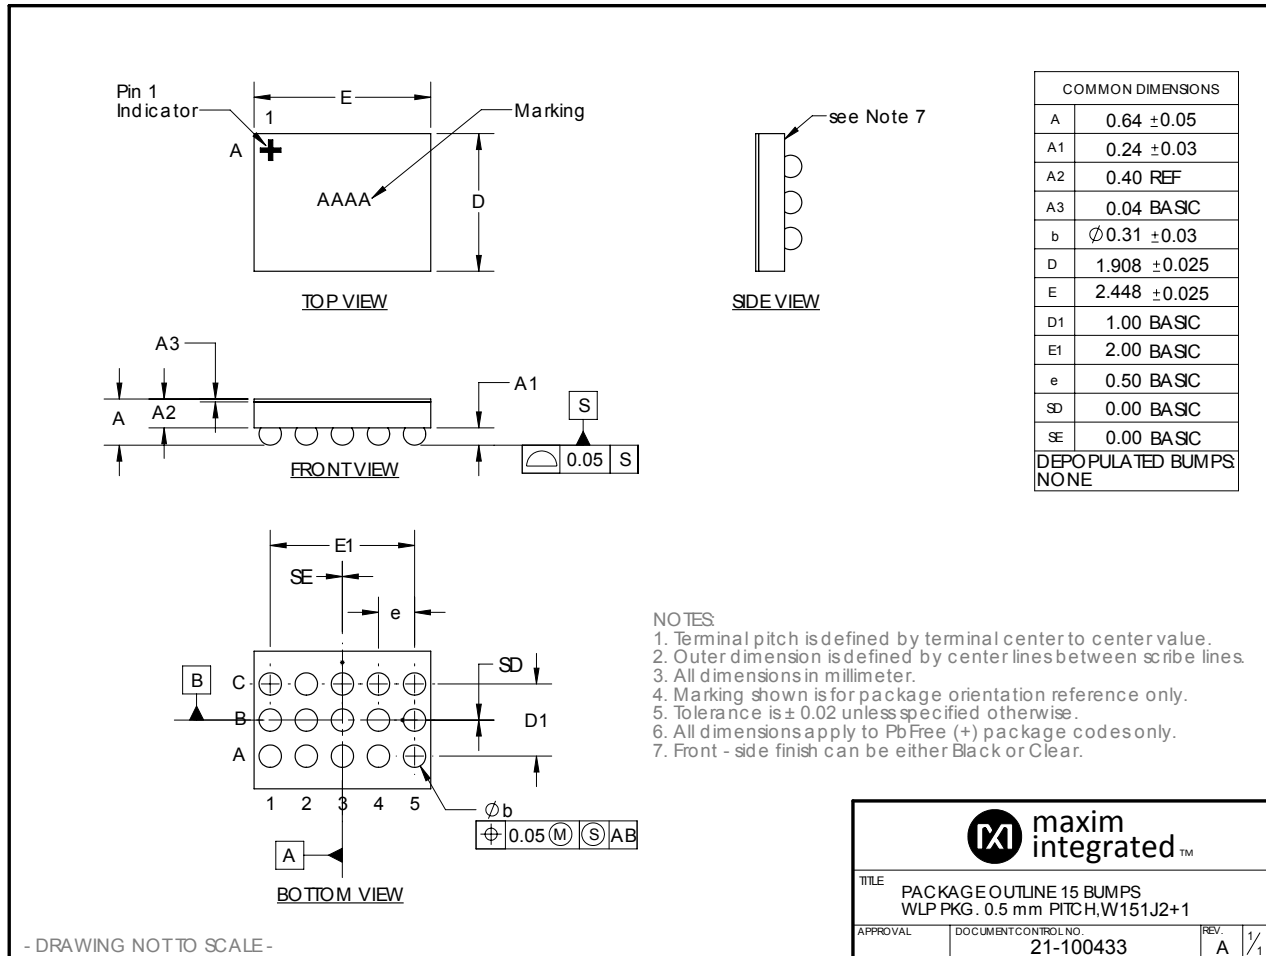 Pin 1
Indicator
1
E
Marking
A
AAAA
D
TOP VIEW
see Note 7
SIDE VIEW
COMMON DIMENSIONS
A 0.64 ±0.05
A1 0.24 ±0.03
A2 0.40 REF
A3 0.04 BASIC
b ∅0.31 ±0.03
D 1.908 ±0.025
E 2.448 ±0.025
D1 1.00 BASIC
E1 2.00 BASIC
e 0.50 BASIC
SD 0.00 BASIC
SE 0.00 BASIC
DEPOPULATED BUMPS:
NONE
A3
A1
A
A2
S
0.05 S
FRONT VIEW
E1
SE
e
SD
B
C
B
D1
A
1 2 3 4 5
∅b
⌖ 0.05 Ⓜ Ⓢ AB
A
BOTTOM VIEW
NOTES:
1. Terminal pitch is defined by terminal center to center value.
2. Outer dimension is defined by center lines between scribe lines.
3. All dimensions in millimeter.
4. Marking shown is for package orientation reference only.
5. Tolerance is ± 0.02 unless specified otherwise.
6. All dimensions apply to PbFree (+) package codes only.
7. Front - side finish can be either Black or Clear.
- DRAWING NOT TO SCALE -
maxim
integrated ™
TITLE
PACKAGE OUTLINE 15 BUMPS
WLP PKG. 0.5 mm PITCH,W151J2+1
APPROVAL
DOCUMENT CONTROL NO.
21-100433
REV.
A
1/1